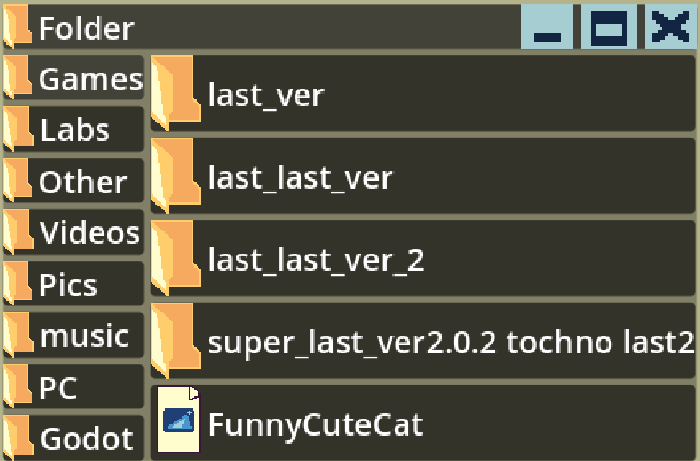 Folder
Games
Labs
Other
Videos
Pics
music
PC
Godot
last_ver
last_last_ver
last_last_ver_2
super_last_ver2.0.2 tochno last2
FunnyCuteCat